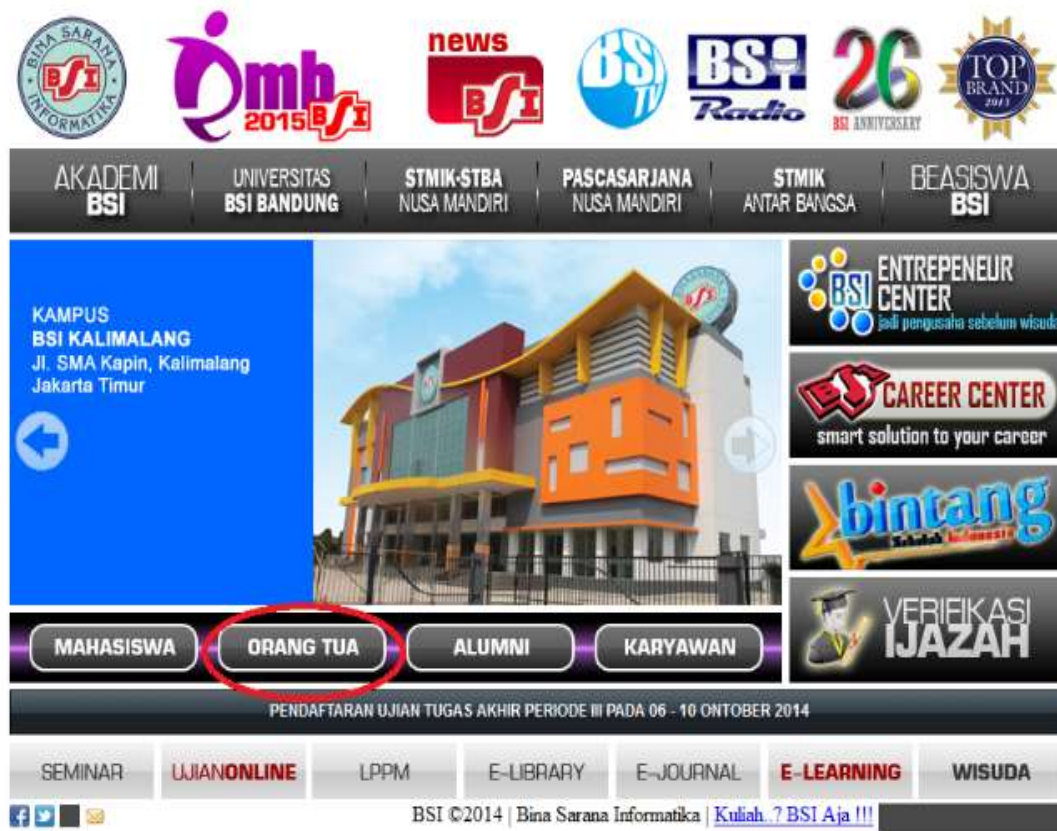 BINA SARANA
BSI
INFORMATIKA
pmb
2015 BSI
news
BSI
BSI
TV
BSI
Radio
26
BSI ANNIVERSARY
TOP
BRAND
AKADEMI
BSI
UNIVERSITAS
BSI BANDUNG
STMIK-STBA
NUSA MANDIRI
PASCASARJANA
NUSA MANDIRI
STMIK
ANTAR BANGSA
BEASISWA
BSI
KAMPUS
BSI KALIMALANG
Jl. SMA Kapin, Kalimalang
Jakarta Timur
BSI
ENTREPENEUR
CENTER
jadi pengusaha sebelum wisuda
BSI CAREER CENTER
smart solution to your career
bintang
Sekolah Indonesia
VERIFIKASI
IJAZAH
MAHASISWA
ORANG TUA
ALUMNI
KARYAWAN
PENDAFTARAN UJIAN TUGAS AKHIR PERIODE III PADA 06 - 10 ONTOBER 2014
SEMINAR
UJIANONLINE
LPPM
E-LIBRARY
E-JOURNAL
E-LEARNING
WISUDA
BSI ©2014 | Bina Sarana Informatika | Kuliah..? BSI Aja !!!